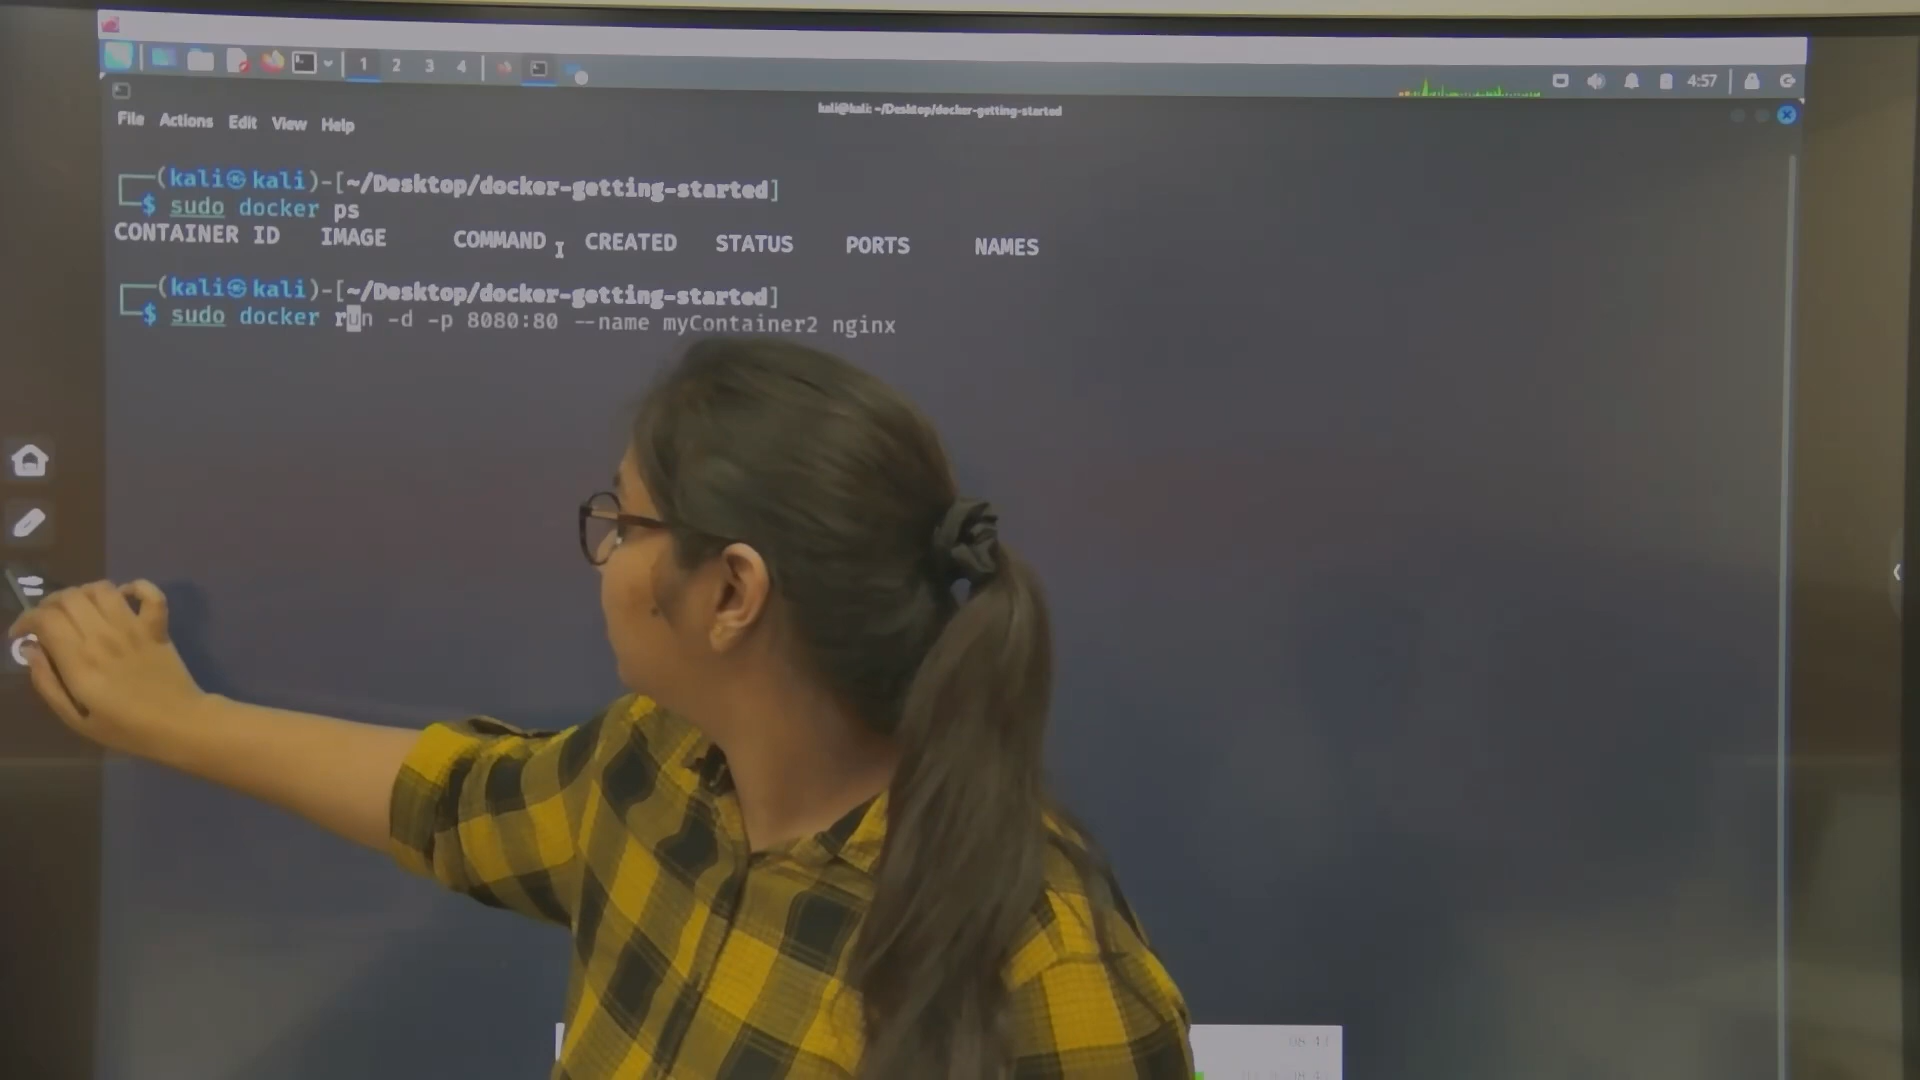 1 2 3 4
4:57
kali@kali: ~/Desktop/docker-getting-started
File Actions Edit View Help
(kali㉿kali)-[~/Desktop/docker-getting-started]
$ sudo docker ps
CONTAINER ID IMAGE COMMAND CREATED STATUS PORTS NAMES
(kali㉿kali)-[~/Desktop/docker-getting-started]
$ sudo docker run -d -p 8080:80 --name myContainer2 nginx